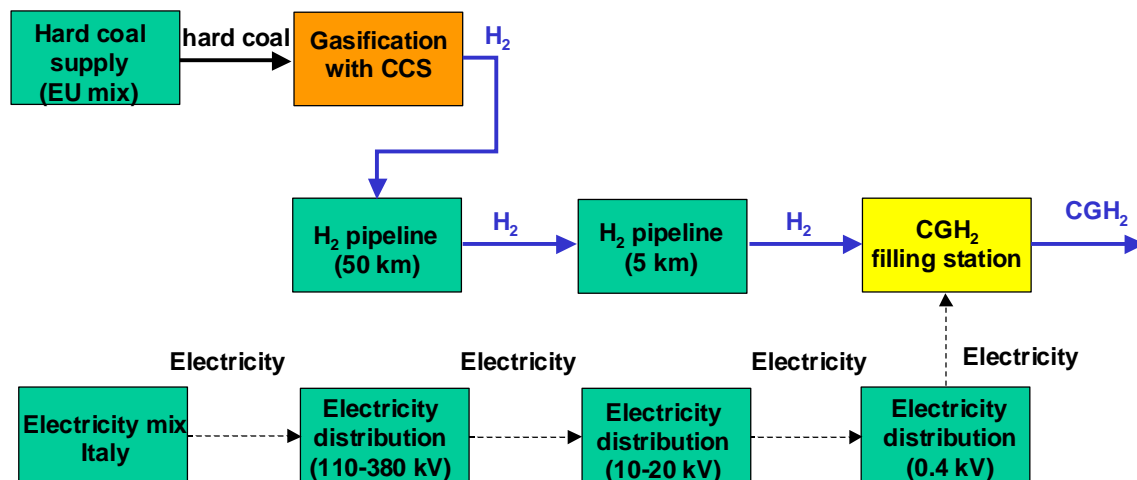 Hard coal
supply
(EU mix)
hard coal
Gasification
with CCS
H₂
H₂ pipeline
(50 km)
H₂
H₂ pipeline
(5 km)
H₂
CGH₂
filling station
CGH₂
Electricity
Electricity
Electricity
Electricity
Electricity mix
Italy
Electricity
distribution
(110-380 kV)
Electricity
distribution
(10-20 kV)
Electricity
distribution
(0.4 kV)